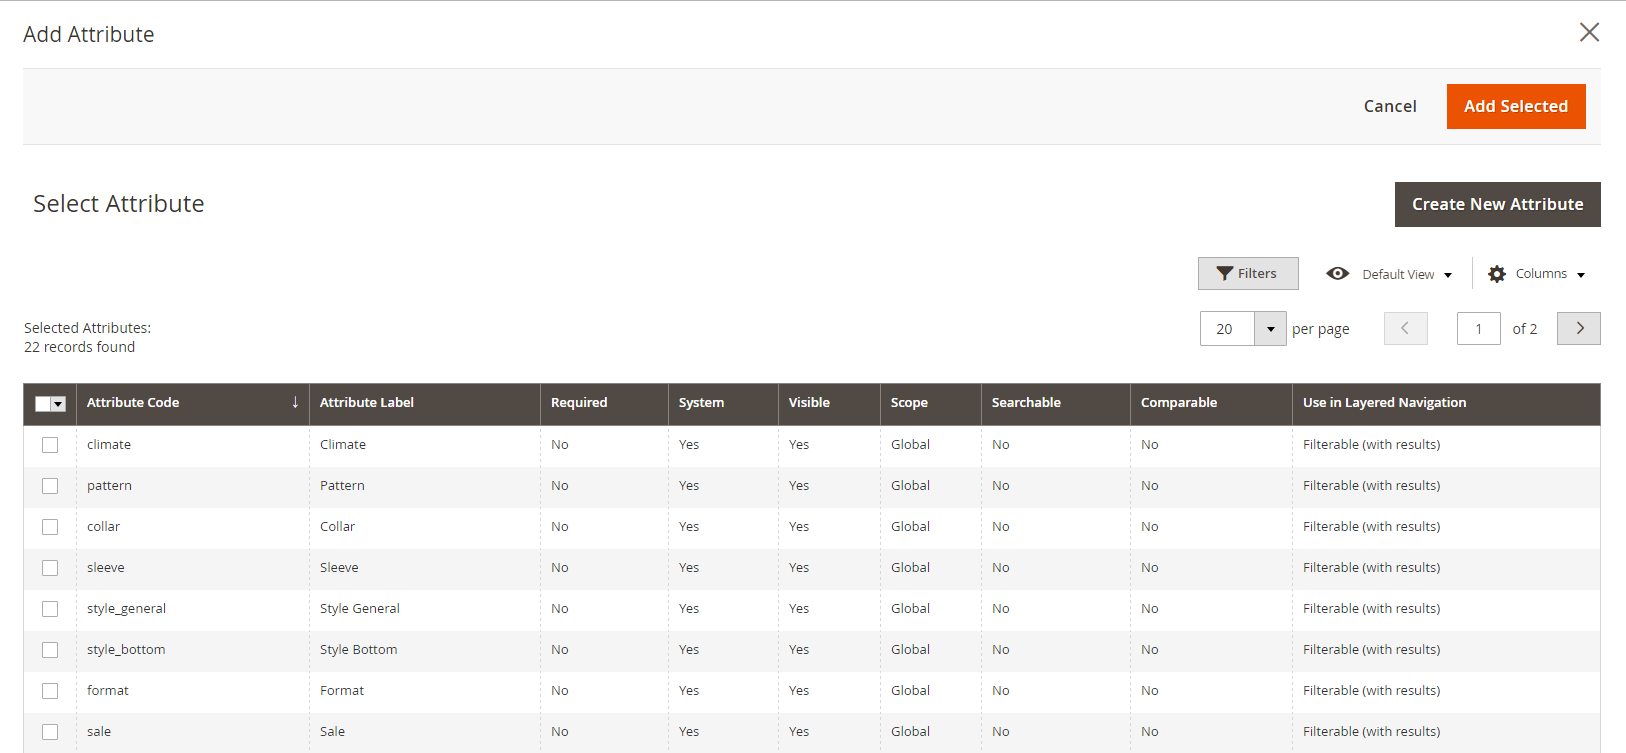 Add Attribute
Cancel Add Selected
Select Attribute Create New Attribute
Filters Default View Columns
Selected Attributes:
22 records found
20 per page 1 of 2
Attribute Code Attribute Label Required System Visible Scope Searchable Comparable Use in Layered Navigation
climate Climate No Yes Yes Global No No Filterable (with results)
pattern Pattern No Yes Yes Global No No Filterable (with results)
collar Collar No Yes Yes Global No No Filterable (with results)
sleeve Sleeve No Yes Yes Global No No Filterable (with results)
style_general Style General No Yes Yes Global No No Filterable (with results)
style_bottom Style Bottom No Yes Yes Global No No Filterable (with results)
format Format No Yes Yes Global No No Filterable (with results)
sale Sale No Yes Yes Global No No Filterable (with results)